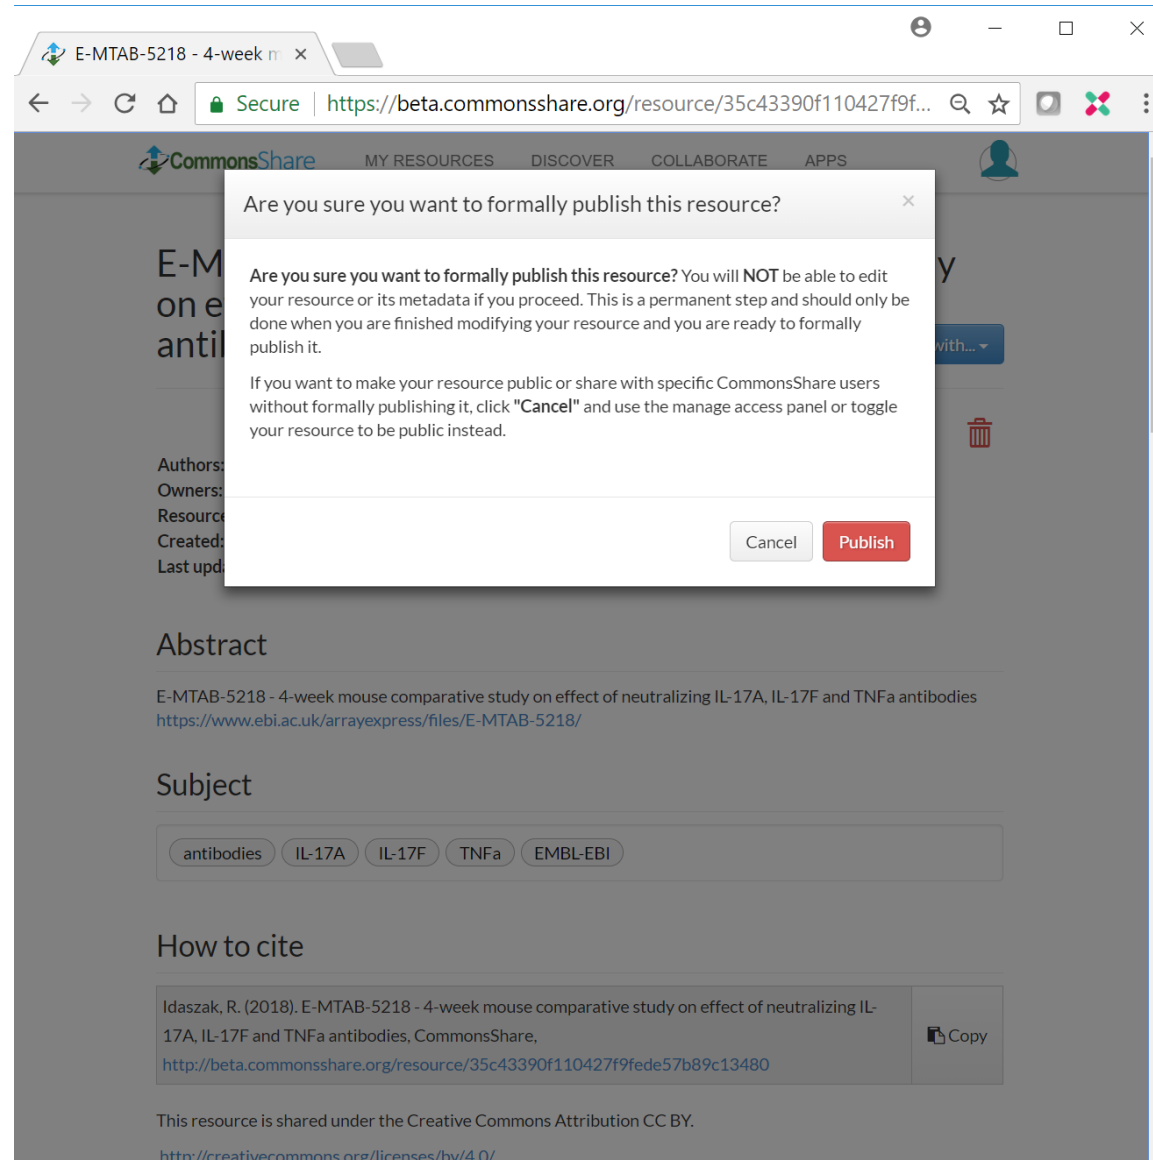 E-MTAB-5218 - 4-week m
Secure https://beta.commonsshare.org/resource/35c43390f110427f9f...
CommonsShare MY RESOURCES DISCOVER COLLABORATE APPS
Are you sure you want to formally publish this resource?
E-M y
on e
anti with...
Are you sure you want to formally publish this resource? You will NOT be able to edit
your resource or its metadata if you proceed. This is a permanent step and should only be
done when you are finished modifying your resource and you are ready to formally
publish it.
If you want to make your resource public or share with specific CommonsShare users
without formally publishing it, click "Cancel" and use the manage access panel or toggle
your resource to be public instead.
Authors:
Owners:
Resource
Created:
Last upd
Cancel Publish
Abstract
E-MTAB-5218 - 4-week mouse comparative study on effect of neutralizing IL-17A, IL-17F and TNFa antibodies
https://www.ebi.ac.uk/arrayexpress/files/E-MTAB-5218/
Subject
antibodies IL-17A IL-17F TNFa EMBL-EBI
How to cite
Idaszak, R. (2018). E-MTAB-5218 - 4-week mouse comparative study on effect of neutralizing IL-
17A, IL-17F and TNFa antibodies, CommonsShare,
http://beta.commonsshare.org/resource/35c43390f110427f9fede57b89c13480
Copy
This resource is shared under the Creative Commons Attribution CC BY.
http://creativecommons.org/licenses/by/4.0/